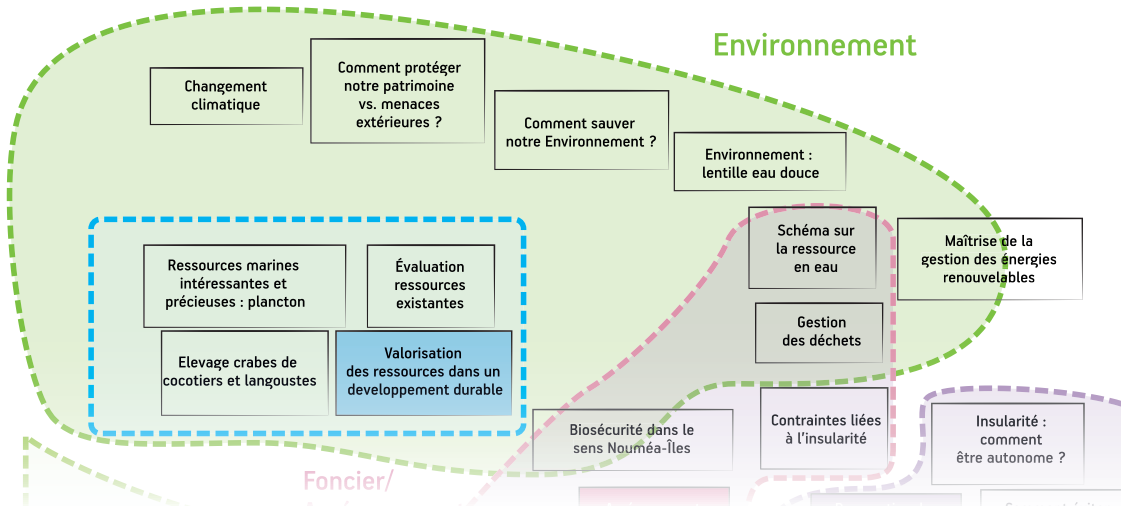 Environnement
Changement
climatique
Comment protéger
notre patrimoine
vs. menaces
extérieures ?
Comment sauver
notre Environnement ?
Environnement :
lentille eau douce
Schéma sur
la ressource
en eau
Maîtrise de la
gestion des énergies
renouvelables
Ressources marines
intéressantes et
précieuses : plancton
Évaluation
ressources
existantes
Gestion
des déchets
Elevage crabes de
cocotiers et langoustes
Valorisation
des ressources dans un
developpement durable
Biosécurité dans le
sens Nouméa-Îles
Contraintes liées
à l'insularité
Insularité :
comment
être autonome ?
Foncier/